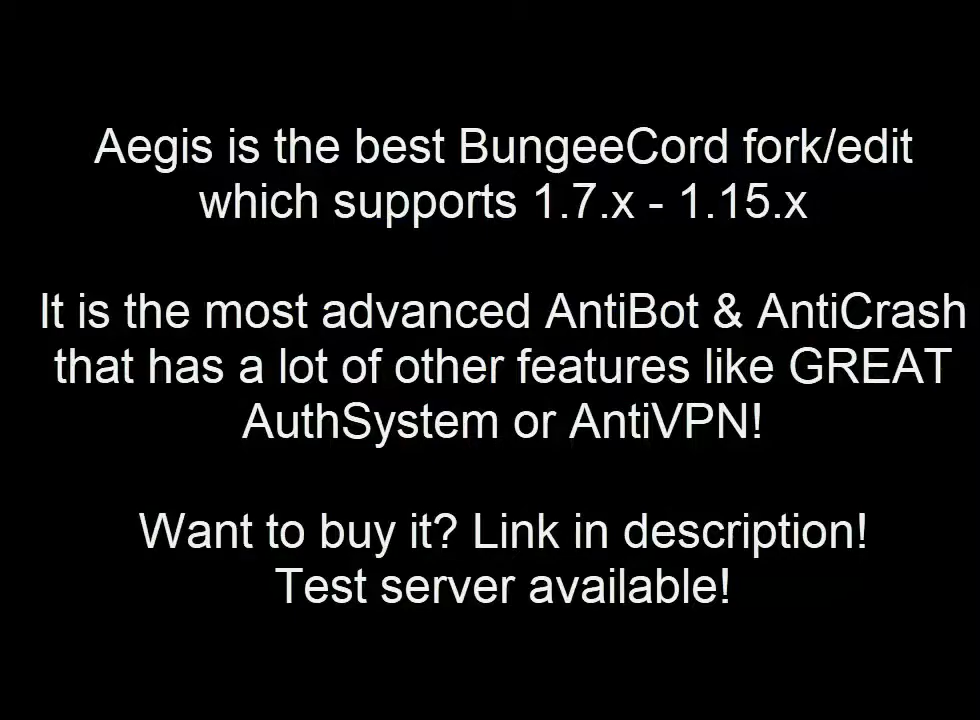 Aegis is the best BungeeCord fork/edit
which supports 1.7.x - 1.15.x
It is the most advanced AntiBot & AntiCrash
that has a lot of other features like GREAT
AuthSystem or AntiVPN!
Want to buy it? Link in description!
Test server available!